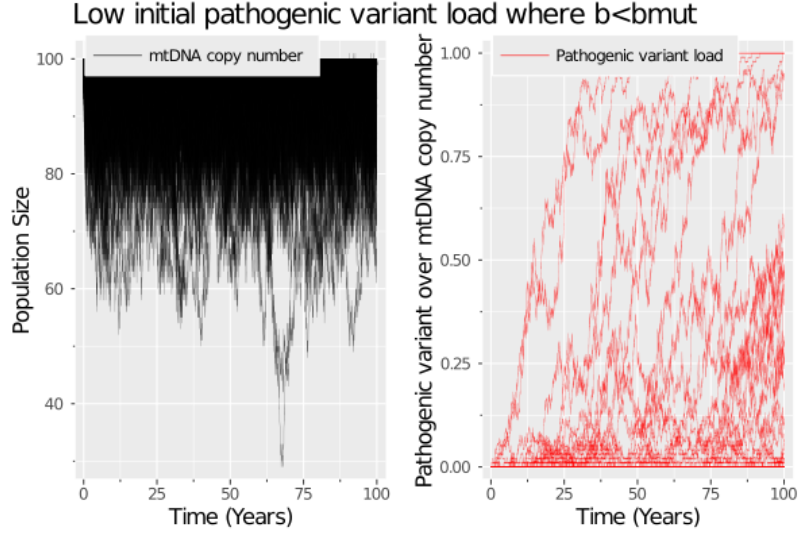 Low initial pathogenic variant load where b<bmut
mtDNA copy number
100
80
60
40
Population Size
0
25
50
75
100
Time (Years)
Pathogenic variant load
1.00
0.75
0.50
0.25
0.00
Pathogenic variant over mtDNA copy number
0
25
50
75
100
Time (Years)